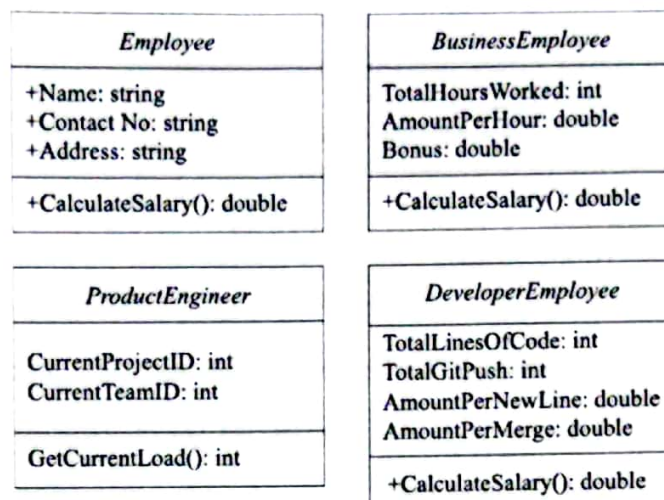 Employee
+Name: string
+Contact No: string
+Address: string
+CalculateSalary(): double
BusinessEmployee
TotalHoursWorked: int
AmountPerHour: double
Bonus: double
+CalculateSalary(): double
ProductEngineer
CurrentProjectID: int
CurrentTeamID: int
GetCurrentLoad(): int
DeveloperEmployee
TotalLinesOfCode: int
TotalGitPush: int
AmountPerNewLine: double
AmountPerMerge: double
+CalculateSalary(): double